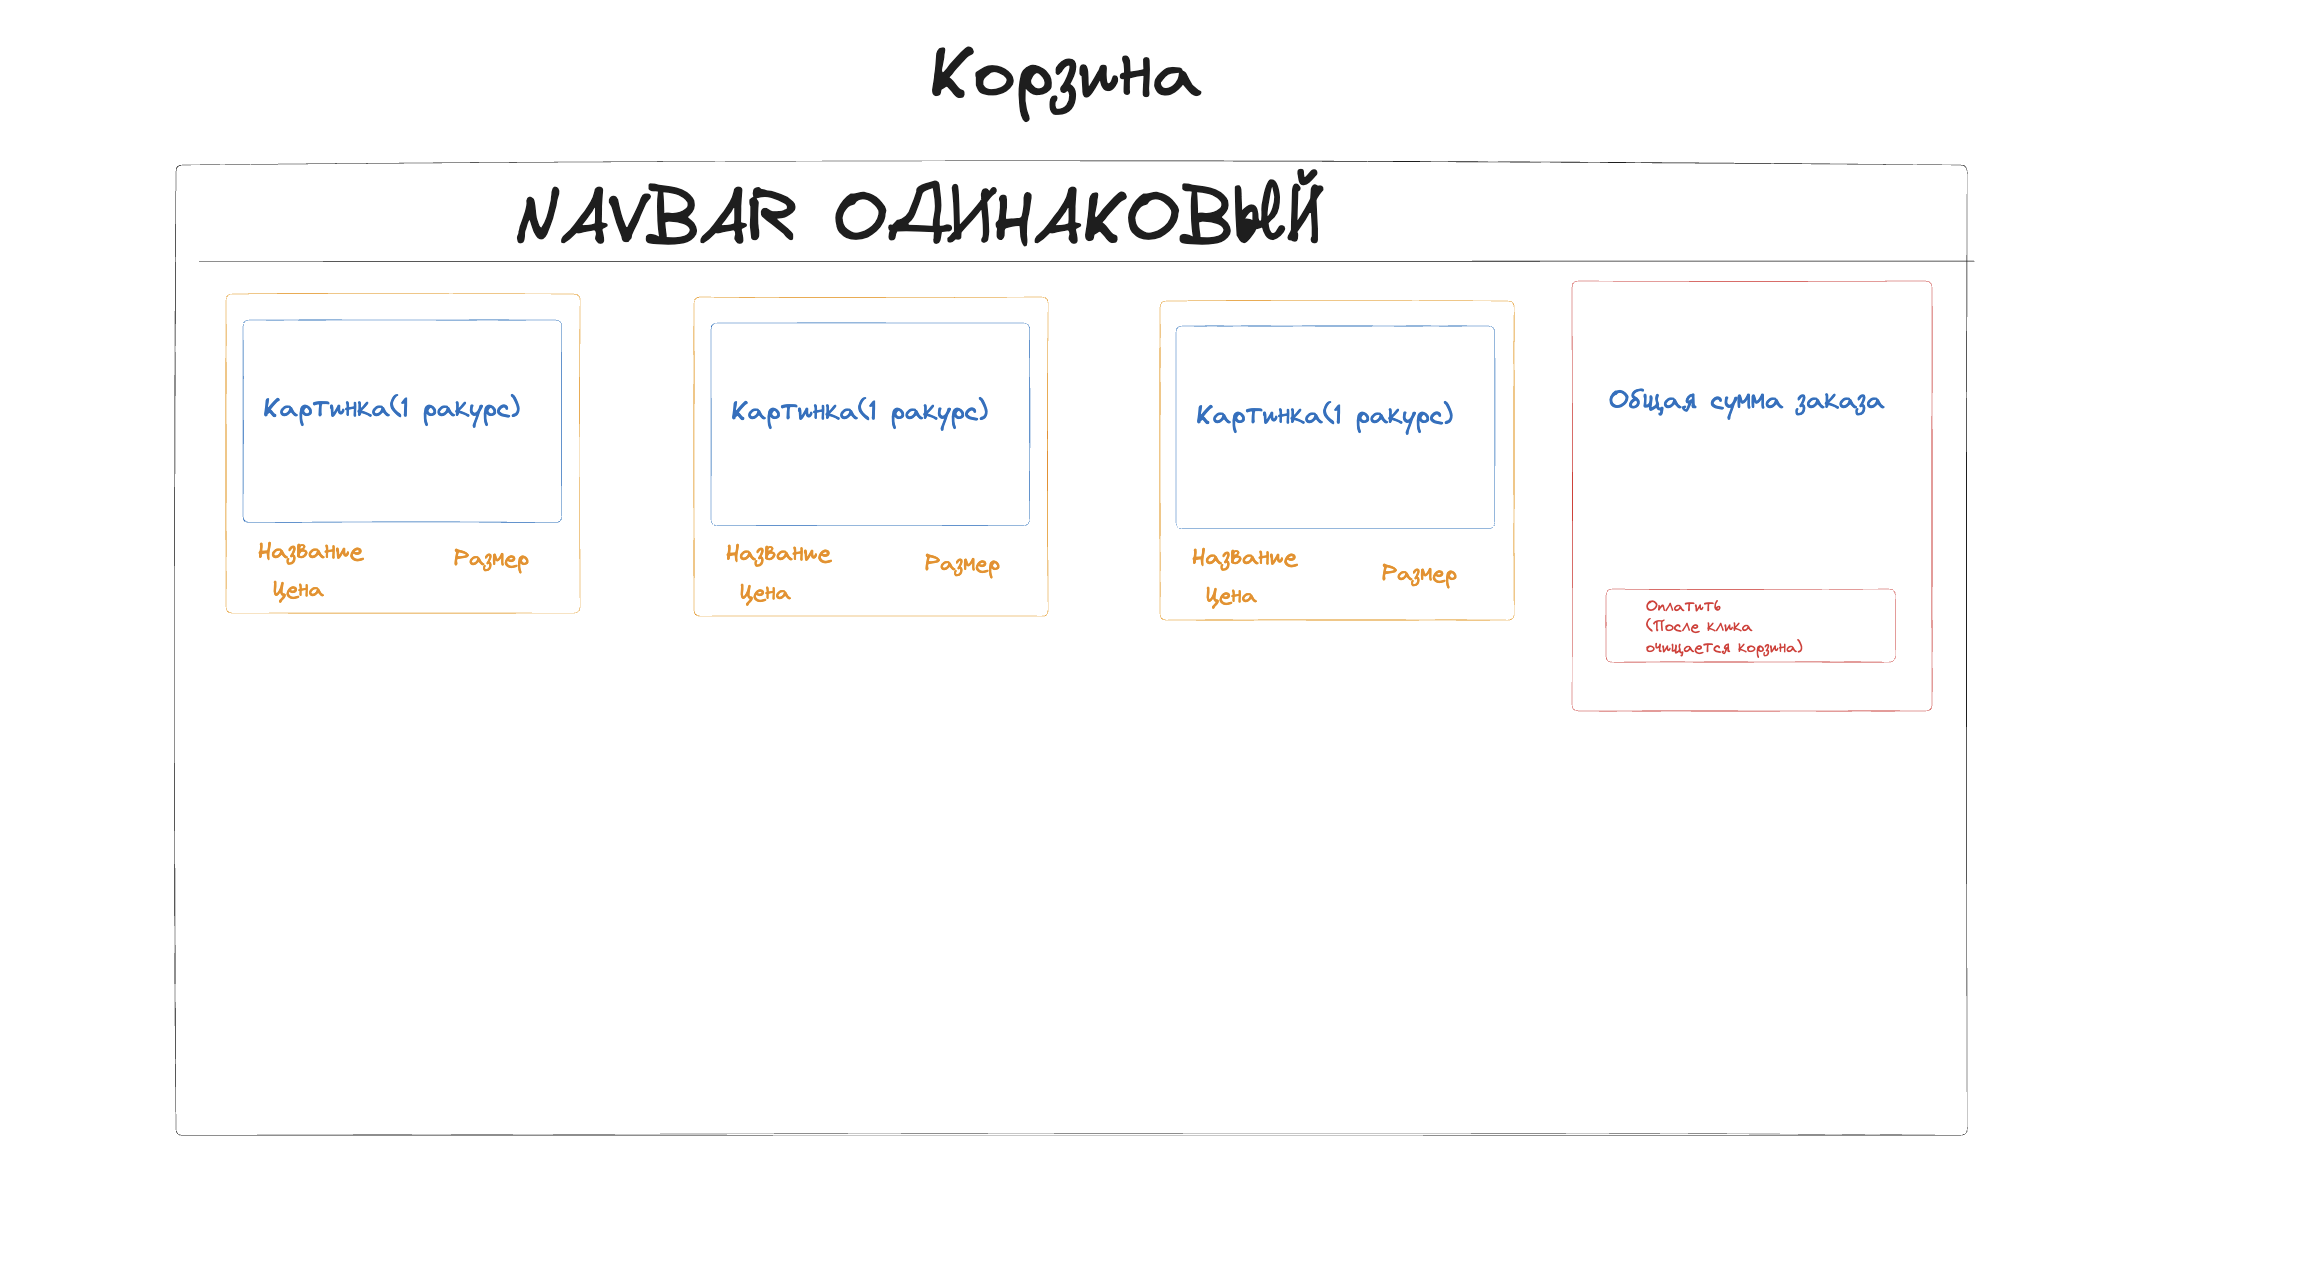 Корзина
NAVBAR ОДИНАКОВЫЙ
Картинка(1 ракурс)
Название
Размер
Цена
Картинка(1 ракурс)
Название
Размер
Цена
Картинка(1 ракурс)
Название
Размер
Цена
Общая сумма заказа
Оплатить
(После клика
очищается корзина)